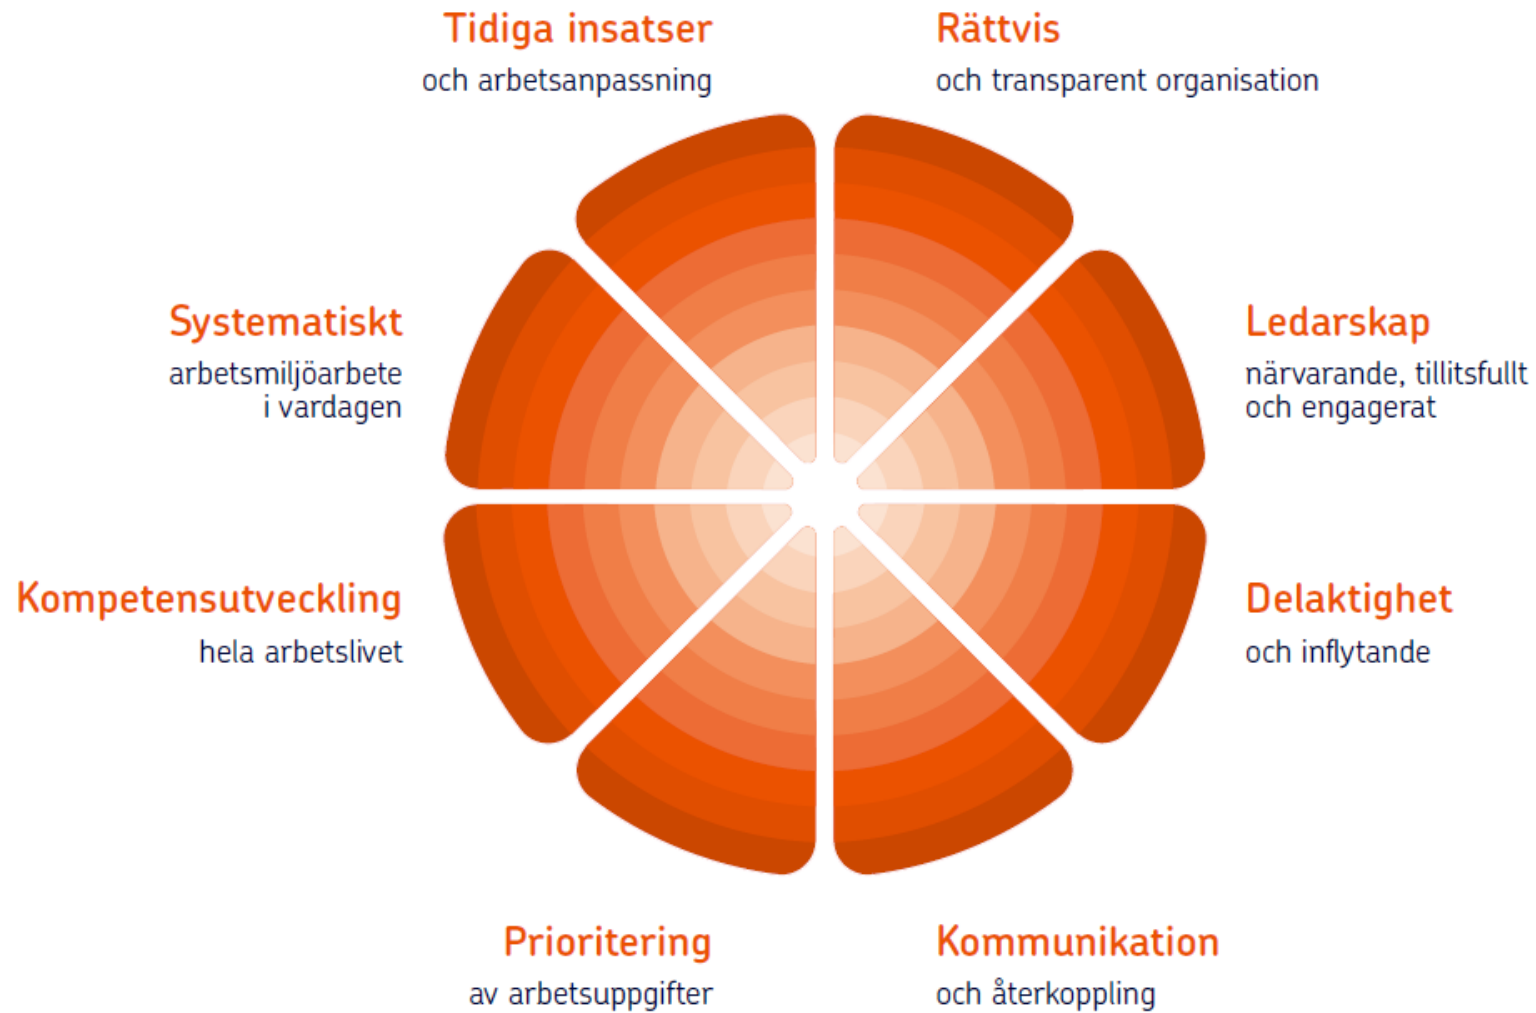 Tidiga insatser
och arbetsanpassning
Rättvis
och transparent organisation
Systematiskt
arbetsmiljöarbete
i vardagen
Ledarskap
närvarande, tillitsfullt
och engagerat
Kompetensutveckling
hela arbetslivet
Delaktighet
och inflytande
Prioritering
av arbetsuppgifter
Kommunikation
och återkoppling